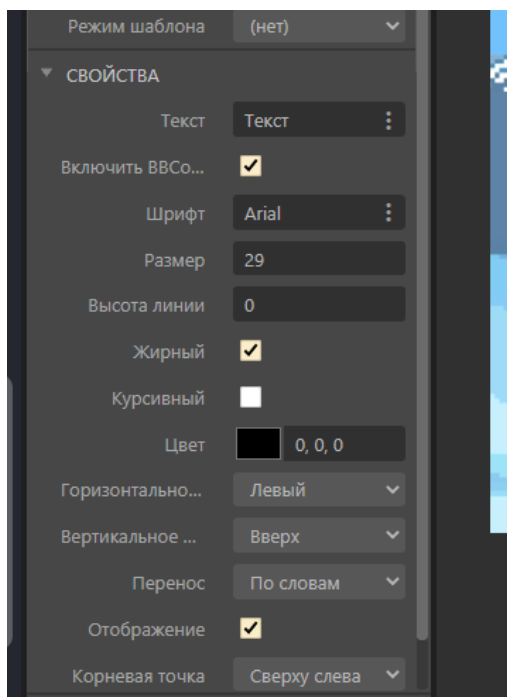 Режим шаблона (нет)
СВОЙСТВА
Текст Текст
Включить BBCo...
Шрифт Arial
Размер 29
Высота линии 0
Жирный
Курсивный
Цвет 0, 0, 0
Горизонтально... Левый
Вертикальное ... Вверх
Перенос По словам
Отображение
Корневая точка Сверху слева